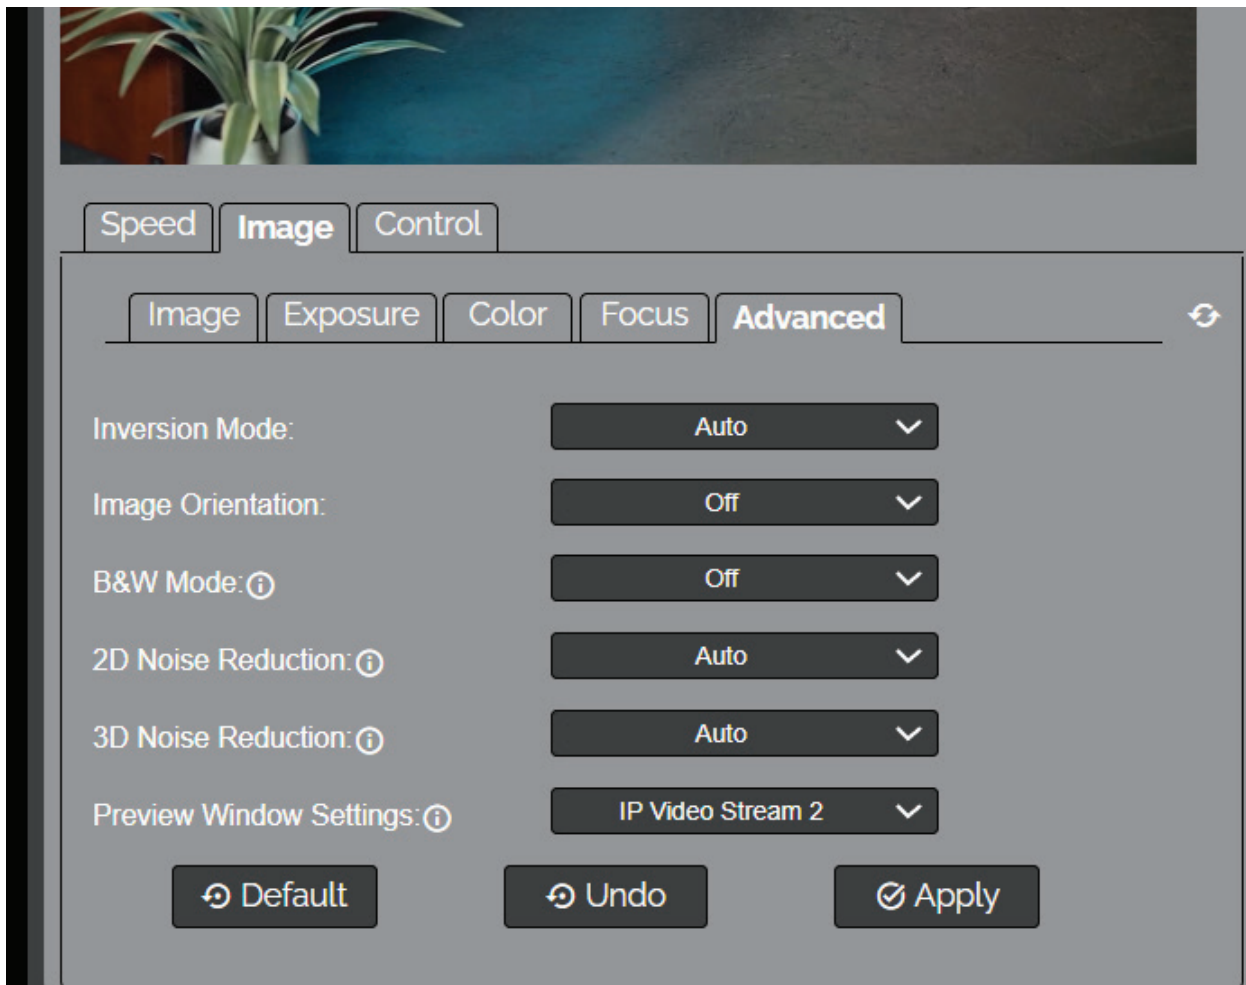 Speed Image Control
Image Exposure Color Focus Advanced
Inversion Mode: Auto
Image Orientation: Off
B&W Mode: Off
2D Noise Reduction: Auto
3D Noise Reduction: Auto
Preview Window Settings: IP Video Stream 2
Default Undo Apply